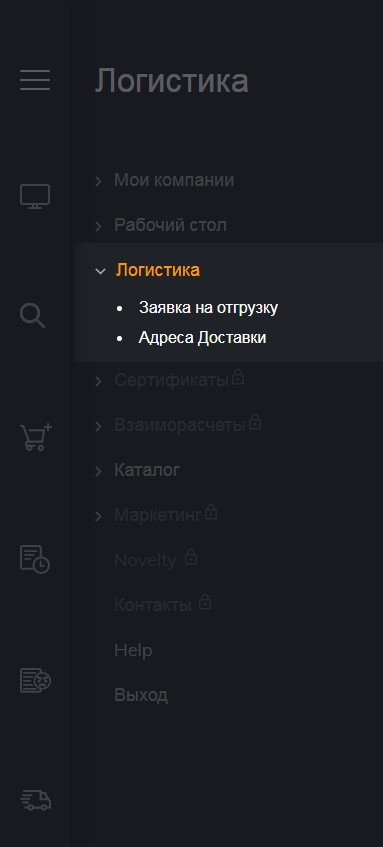 Логистика
Мои компании
Рабочий стол
Логистика
Заявка на отгрузку
Адреса Доставки
Сертификаты
Взаиморасчеты
Каталог
Маркетинг
Novelty
Контакты
Help
Выход